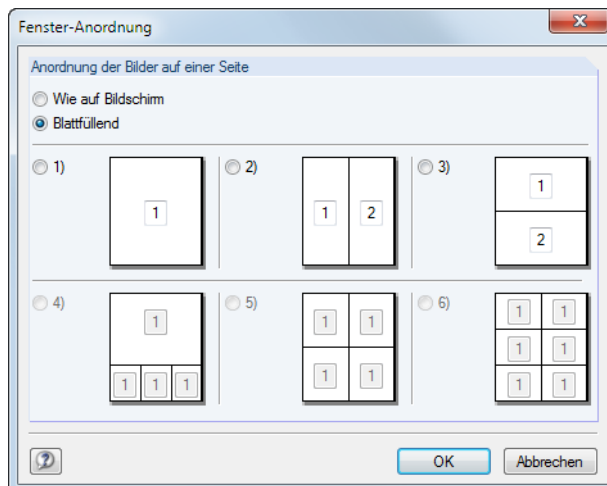 Fenster-Anordnung
Anordnung der Bilder auf einer Seite
Wie auf Bildschirm
Blattfüllend
1) 1
2) 1 2
3) 1
2
4) 1
1 1 1
5) 1 1
1 1
6) 1 1
1 1
1 1
OK Abbrechen